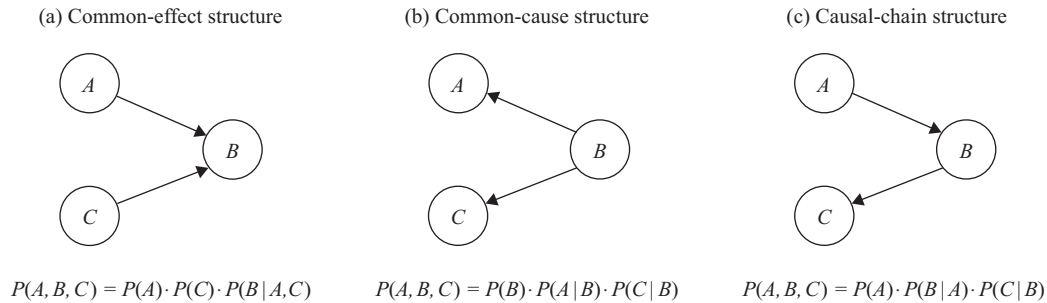 (a) Common-effect structure
A
B
C
P(A, B, C) = P(A)·P(C)·P(B|A,C)
(b) Common-cause structure
A
B
C
P(A, B, C) = P(B)·P(A|B)·P(C|B)
(c) Causal-chain structure
A
B
C
P(A, B, C) = P(A)·P(B|A)·P(C|B)